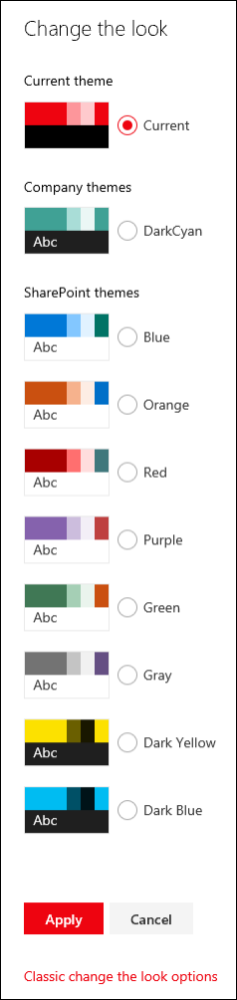 Change the look
Current theme
Current
Company themes
Abc
DarkCyan
SharePoint themes
Abc
Blue
Abc
Orange
Abc
Red
Abc
Purple
Abc
Green
Abc
Gray
Abc
Dark Yellow
Abc
Dark Blue
Apply
Cancel
Classic change the look options